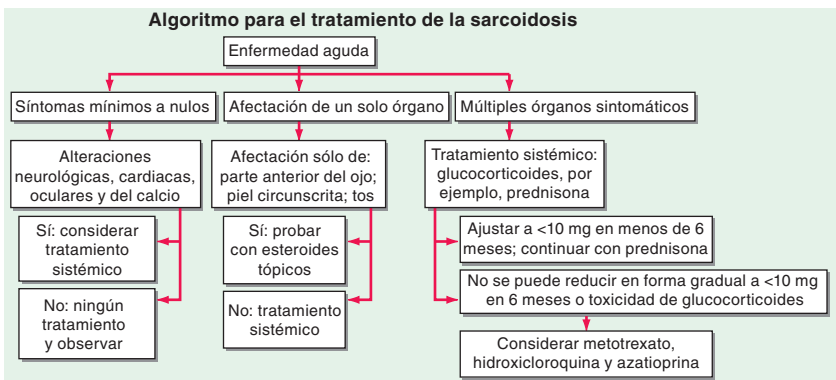 Algoritmo para el tratamiento de la sarcoidosis
Enfermedad aguda
Síntomas mínimos a nulos
Afectación de un solo órgano
Múltiples órganos sintomáticos
Alteraciones
neurológicas, cardiacas,
oculares y del calcio
Sí: considerar
tratamiento
sistémico
No: ningún
tratamiento
y observar
Afectación sólo de:
parte anterior del ojo;
piel circunscrita; tos
Sí: probar
con esteroides
tópicos
No: tratamiento
sistémico
Tratamiento sistémico:
glucocorticoides, por
ejemplo, prednisona
Ajustar a <10 mg en menos de 6
meses; continuar con prednisona
No se puede reducir en forma gradual a <10 mg
en 6 meses o toxicidad de glucocorticoides
Considerar metotrexato,
hidroxicloroquina y azatioprina